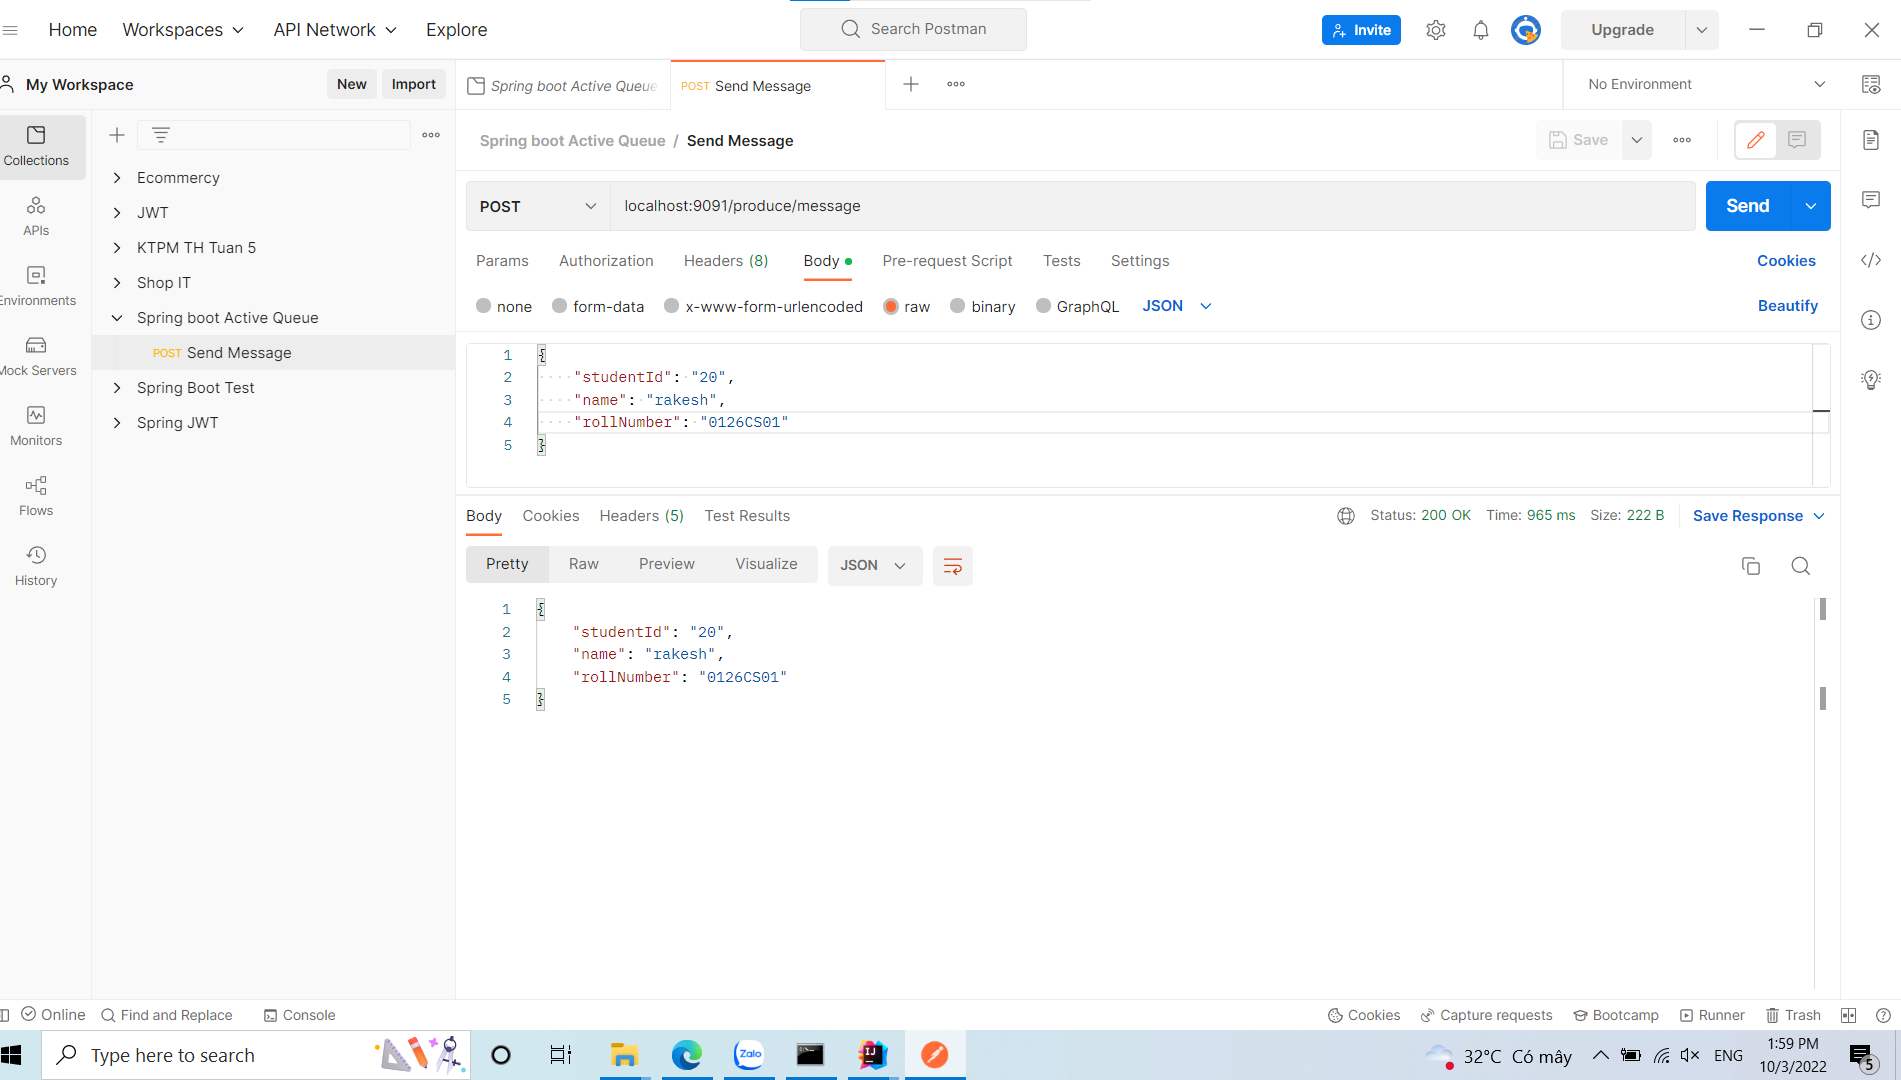 Home Workspaces API Network Explore Search Postman Invite Upgrade
My Workspace New Import Spring boot Active Queue POST Send Message No Environment
Collections
APIs
Environments
Mock Servers
Monitors
Flows
History
Ecommercy
JWT
KTPM TH Tuan 5
Shop IT
Spring boot Active Queue
POST Send Message
Spring Boot Test
Spring JWT
Spring boot Active Queue / Send Message Save
POST localhost:9091/produce/message Send
Params Authorization Headers (8) Body Pre-request Script Tests Settings Cookies
none form-data x-www-form-urlencoded raw binary GraphQL JSON Beautify
1 {
2 "studentId": "20",
3 "name": "rakesh",
4 "rollNumber": "0126CS01"
5 }
Body Cookies Headers (5) Test Results Status: 200 OK Time: 965 ms Size: 222 B Save Response
Pretty Raw Preview Visualize JSON
1 {
2 "studentId": "20",
3 "name": "rakesh",
4 "rollNumber": "0126CS01"
5 }
Online Find and Replace Console Cookies Capture requests Bootcamp Runner Trash
Type here to search Zalo IJ 32°C Có mây ENG 1:59 PM
10/3/2022 5